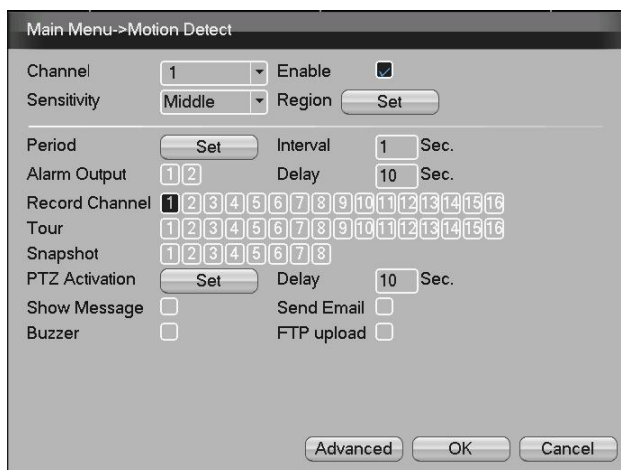 Main Menu->Motion Detect
Channel 1 Enable
Sensitivity Middle Region Set
Period Set Interval 1 Sec.
Alarm Output 1 2 Delay 10 Sec.
Record Channel 1 2 3 4 5 6 7 8 9 10 11 12 13 14 15 16
Tour 1 2 3 4 5 6 7 8 9 10 11 12 13 14 15 16
Snapshot 1 2 3 4 5 6 7 8
PTZ Activation Set Delay 10 Sec.
Show Message Send Email
Buzzer FTP upload
Advanced OK Cancel